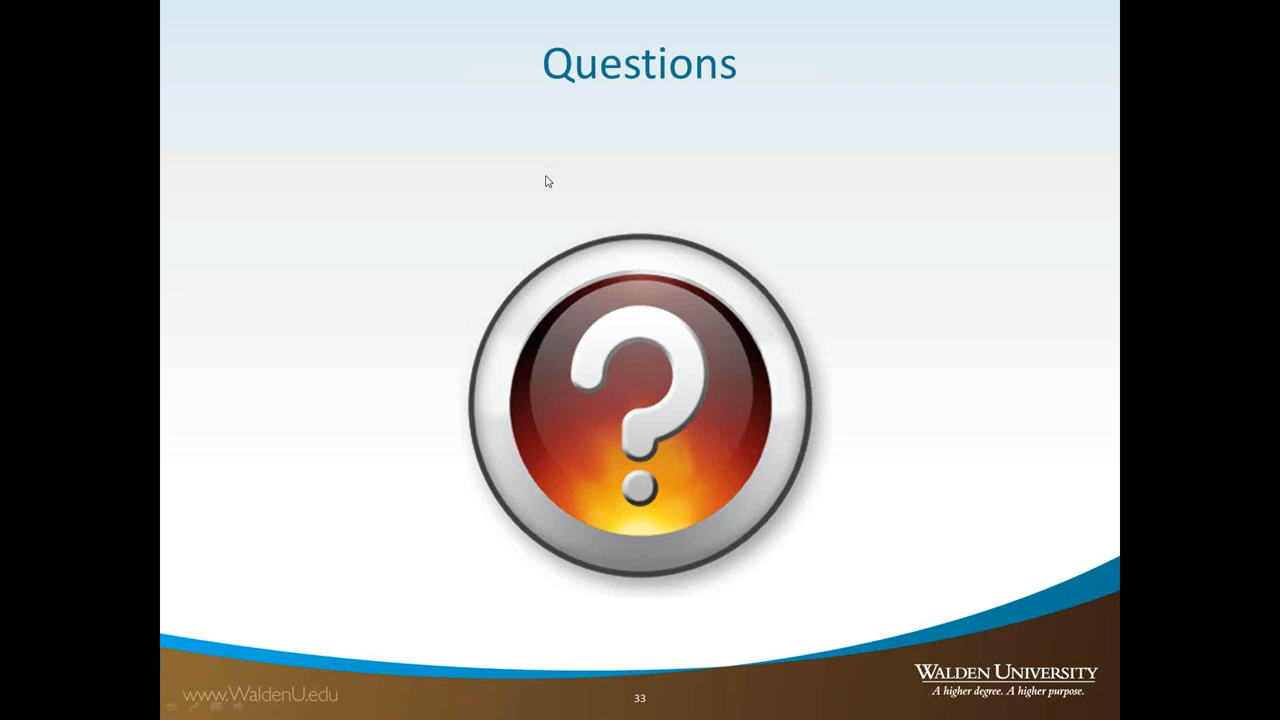 Questions
?
www.WaldenU.edu
33
WALDEN UNIVERSITY
A higher degree. A higher purpose.